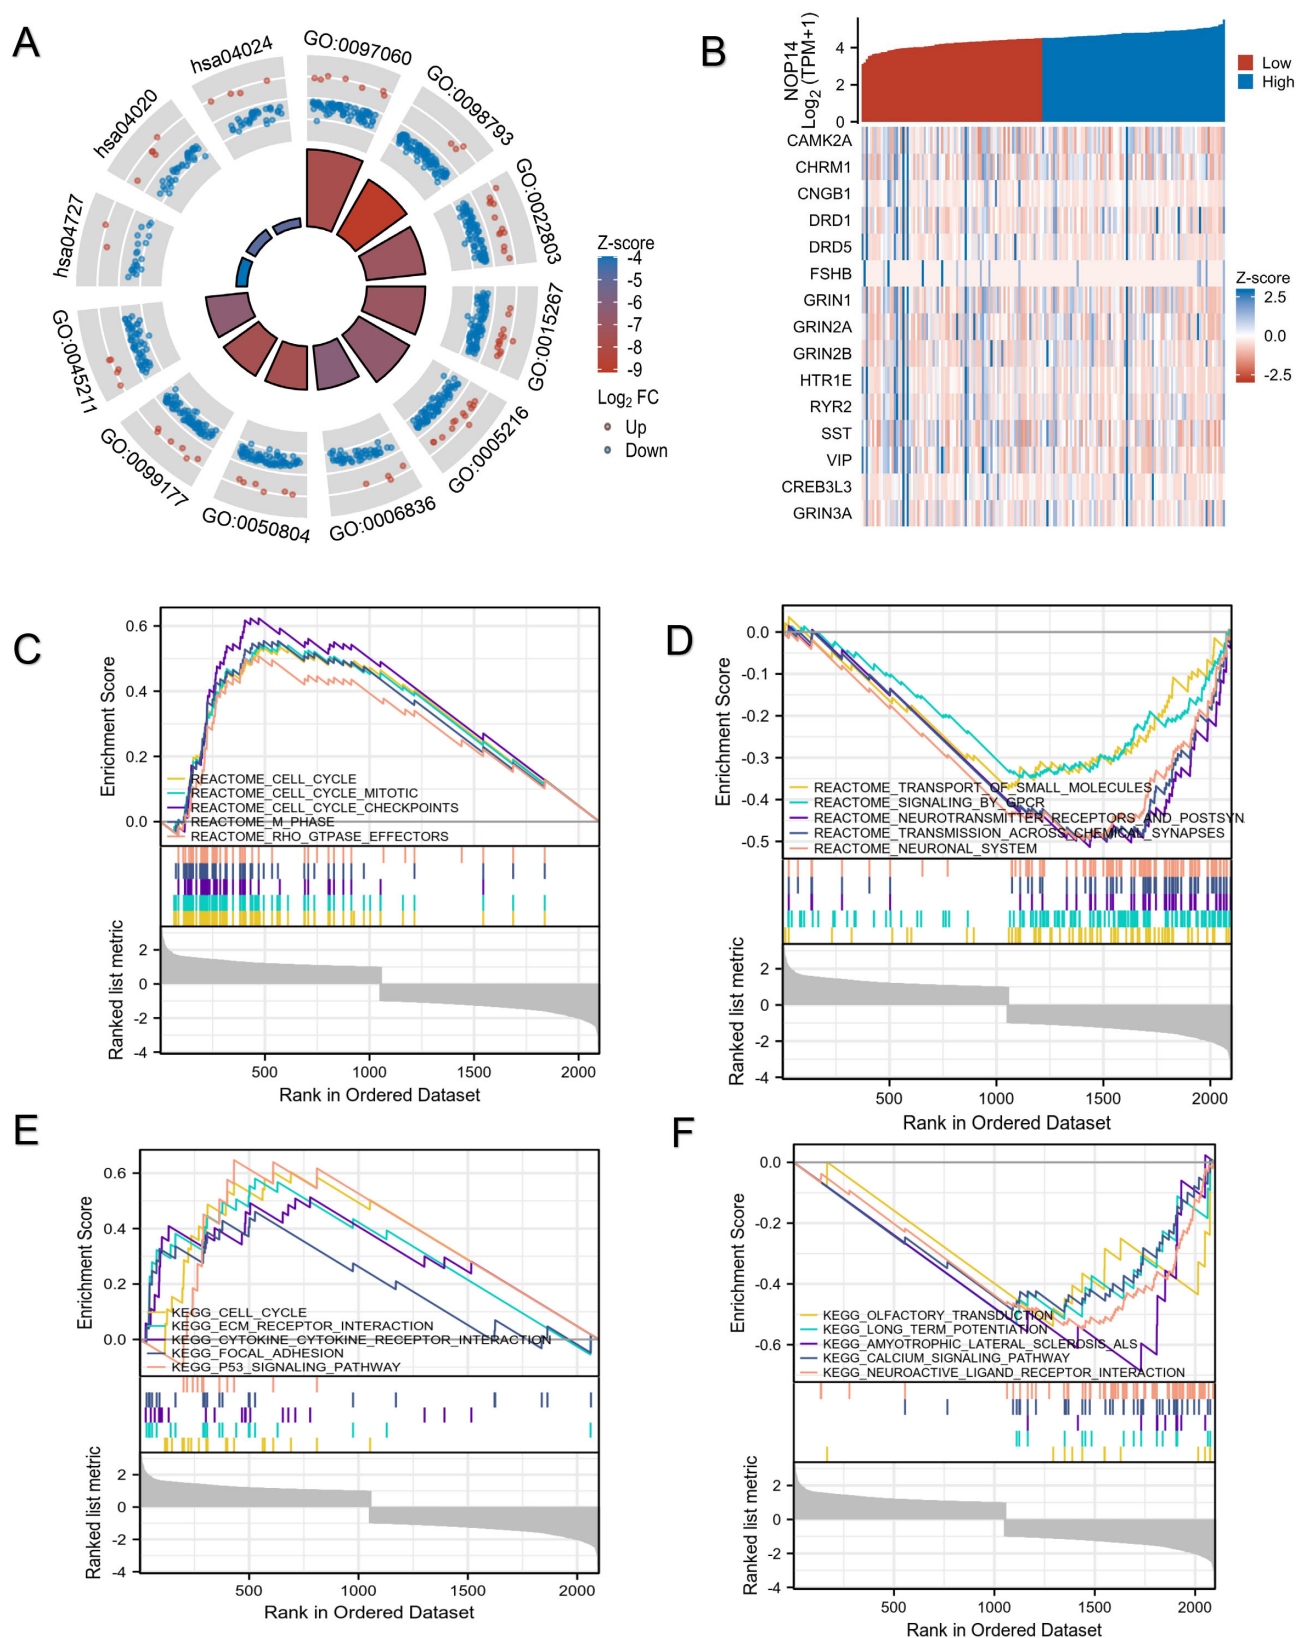 A
hsa04727
hsa04020
hsa04024
GO:0097060
GO:0098793
GO:0022803
GO:0015267
GO:0005216
GO:0006836
GO:0050804
GO:0099177
GO:0045211
Z-score
-4
-5
-6
-7
-8
-9
Log2 FC
Up
Down
B
NOP14
Log2 (TPM+1)
4
2
0
Low
High
CAMK2A
CHRM1
CNGB1
DRD1
DRD5
FSHB
GRIN1
GRIN2A
GRIN2B
HTR1E
RYR2
SST
VIP
CREB3L3
GRIN3A
Z-score
2.5
0.0
-2.5
C
Enrichment Score
0.6
0.4
0.2
0.0
REACTOME_CELL_CYCLE
REACTOME_CELL_CYCLE_MITOTIC
REACTOME_CELL_CYCLE_CHECKPOINTS
REACTOME_M_PHASE
REACTOME_RHO_GTPASE_EFFECTORS
Ranked list metric
2
0
-2
-4
500
1000
1500
2000
Rank in Ordered Dataset
D
Enrichment Score
0.0
-0.1
-0.2
-0.3
-0.4
-0.5
REACTOME_TRANSPORT_OF_SMALL_MOLECULES
REACTOME_SIGNALING_BY_GPCR
REACTOME_NEUROTRANSMITTER_RECEPTORS_AND_POSTSYN
REACTOME_TRANSMISSION_ACROSS_CHEMICAL_SYNAPSES
REACTOME_NEURONAL_SYSTEM
Ranked list metric
2
0
-2
-4
500
1000
1500
2000
Rank in Ordered Dataset
E
Enrichment Score
0.6
0.4
0.2
0.0
KEGG_CELL_CYCLE
KEGG_ECM_RECEPTOR_INTERACTION
KEGG_CYTOKINE_CYTOKINE_RECEPTOR_INTERACTION
KEGG_FOCAL_ADHESION
KEGG_P53_SIGNALING_PATHWAY
Ranked list metric
2
0
-2
-4
500
1000
1500
2000
Rank in Ordered Dataset
F
Enrichment Score
0.0
-0.2
-0.4
-0.6
KEGG_OLFACTORY_TRANSDUCTION
KEGG_LONG_TERM_POTENTIATION
KEGG_AMYOTROPHIC_LATERAL_SCLEROSIS_ALS
KEGG_CALCIUM_SIGNALING_PATHWAY
KEGG_NEUROACTIVE_LIGAND_RECEPTOR_INTERACTION
Ranked list metric
2
0
-2
-4
500
1000
1500
2000
Rank in Ordered Dataset